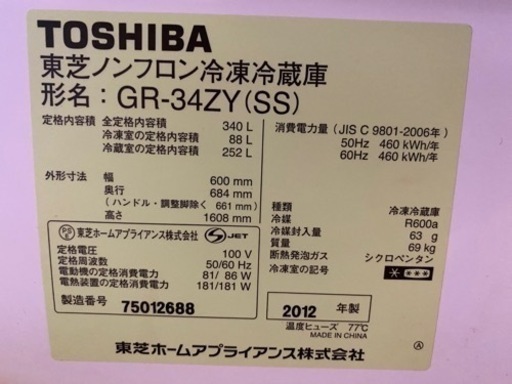 TOSHIBA
東芝ノンフロン冷凍冷蔵庫
形名：GR-34ZY(SS)
定格内容積 全定格内容積 340 L
冷凍室の定格内容積 88 L
冷蔵室の定格内容積 252 L
消費電力量 (JIS C 9801-2006年)
50Hz 460 kWh/年
60Hz 460 kWh/年
外形寸法 幅 600 mm
奥行 684 mm
(ハンドル・調整脚除く 661 mm)
高さ 1608 mm
種類 冷凍冷蔵庫
冷媒 R600a
冷媒封入量 63 g
質量 69 kg
断熱発泡ガス シクロペンタン
冷凍室の記号
PSE 東芝ホームアプライアンス株式会社 JET
定格電圧 100 V
定格周波数 50/60 Hz
電動機の定格消費電力 81/ 86 W
電熱装置の定格消費電力 181/181 W
製造番号 75012688
2012 年製
温度ヒューズ 77℃
MADE IN CHINA
東芝ホームアプライアンス株式会社
Ⓐ